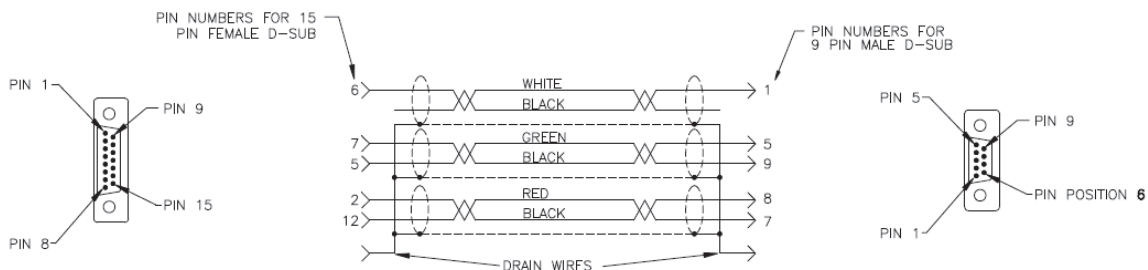 PIN NUMBERS FOR 15
PIN FEMALE D-SUB
PIN NUMBERS FOR
9 PIN MALE D-SUB
PIN 1
PIN 9
PIN 15
PIN 8
6
WHITE
1
BLACK
7
GREEN
5
5
BLACK
9
2
RED
8
12
BLACK
7
DRAIN WIRES
PIN 5
PIN 9
PIN POSITION 6
PIN 1